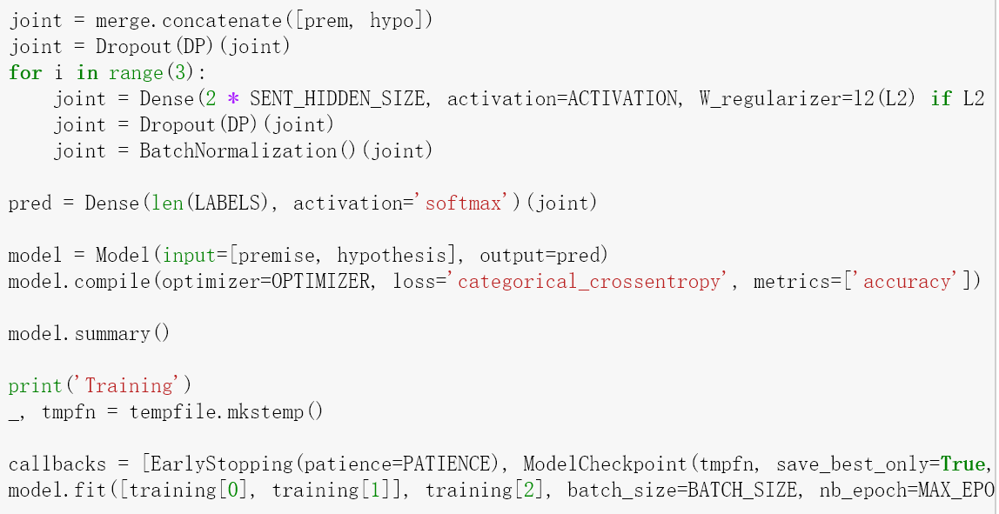 joint = merge.concatenate([prem, hypo])
joint = Dropout(DP)(joint)
for i in range(3):
    joint = Dense(2 * SENT_HIDDEN_SIZE, activation=ACTIVATION, W_regularizer=l2(L2) if L2
    joint = Dropout(DP)(joint)
    joint = BatchNormalization()(joint)

pred = Dense(len(LABELS), activation='softmax')(joint)

model = Model(input=[premise, hypothesis], output=pred)
model.compile(optimizer=OPTIMIZER, loss='categorical_crossentropy', metrics=['accuracy'])

model.summary()

print('Training')
_, tmpfn = tempfile.mkstemp()

callbacks = [EarlyStopping(patience=PATIENCE), ModelCheckpoint(tmpfn, save_best_only=True,
model.fit([training[0], training[1]], training[2], batch_size=BATCH_SIZE, nb_epoch=MAX_EPO